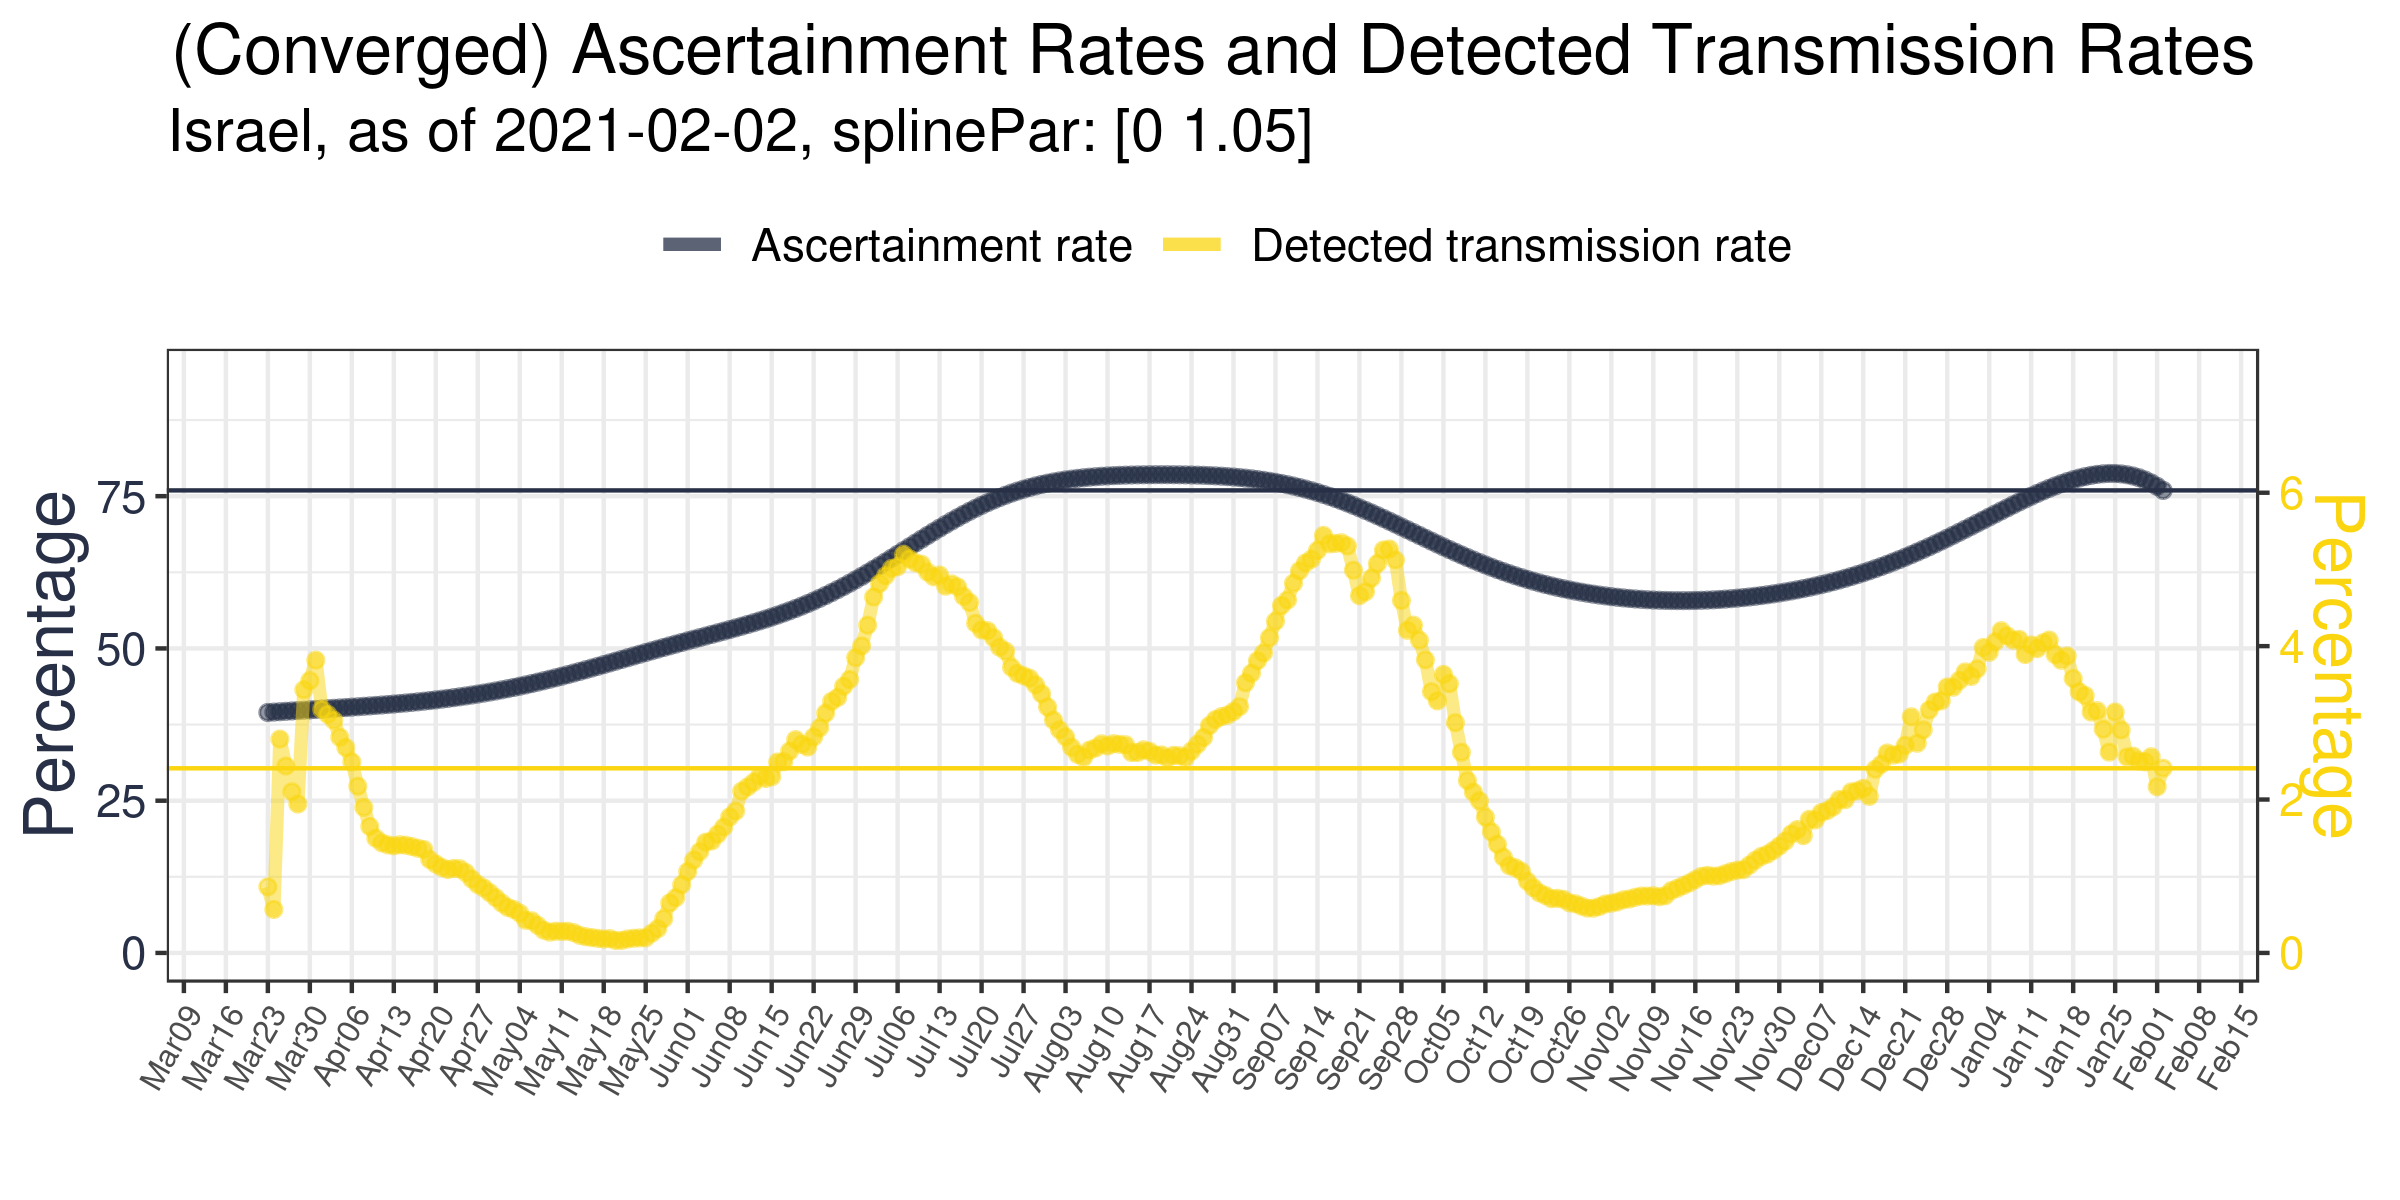 (Converged) Ascertainment Rates and Detected Transmission Rates
Israel, as of 2021-02-02, splinePar: [0 1.05]
Ascertainment rate
Detected transmission rate
Percentage
75
50
25
0
6
4
2
0
Percentage
Mar09
Mar16
Mar23
Mar30
Apr06
Apr13
Apr20
Apr27
May04
May11
May18
May25
Jun01
Jun08
Jun15
Jun22
Jun29
Jul06
Jul13
Jul20
Jul27
Aug03
Aug10
Aug17
Aug24
Aug31
Sep07
Sep14
Sep21
Sep28
Oct05
Oct12
Oct19
Oct26
Nov02
Nov09
Nov16
Nov23
Nov30
Dec07
Dec14
Dec21
Dec28
Jan04
Jan11
Jan18
Jan25
Feb01
Feb08
Feb15